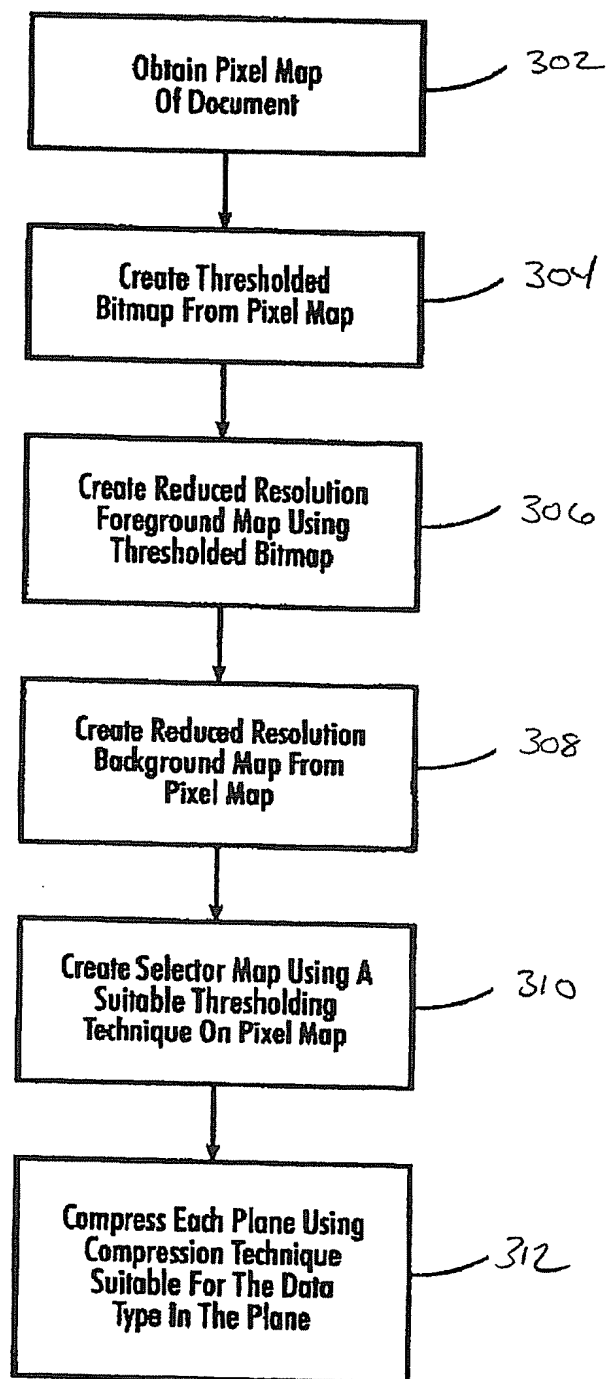 Obtain Pixel Map
Of Document
302
Create Thresholded
Bitmap From Pixel Map
304
Create Reduced Resolution
Foreground Map Using
Thresholded Bitmap
306
Create Reduced Resolution
Background Map From
Pixel Map
308
Create Selector Map Using A
Suitable Thresholding
Technique On Pixel Map
310
Compress Each Plane Using
Compression Technique
Suitable For The Data
Type In The Plane
312